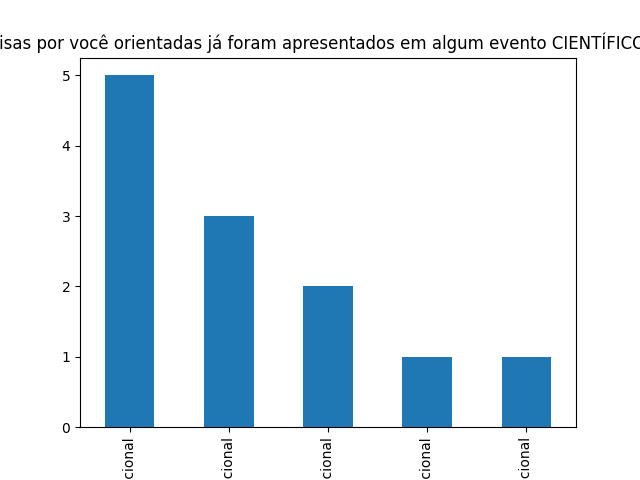 isas por você orientadas já foram apresentados em algum evento CIENTÍFICO
5
4
3
2
1
0
cional
cional
cional
cional
cional